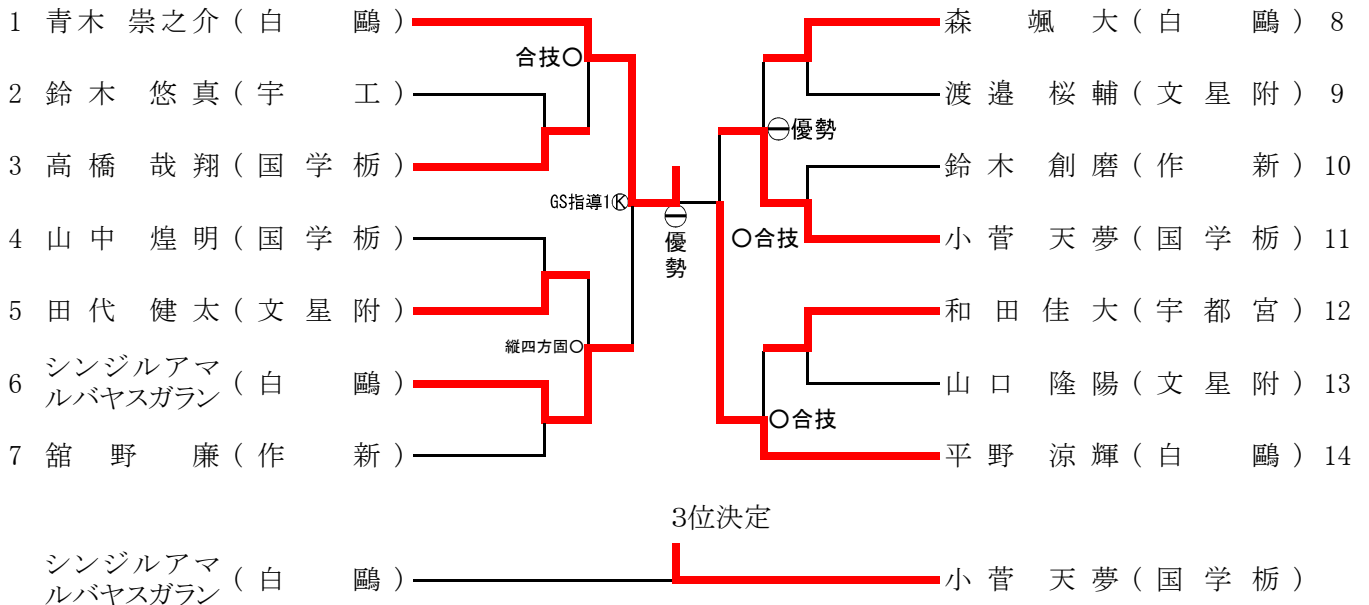 1 青木 崇之介 ( 白 鷗 )
2 鈴木 悠真 ( 宇 工 )
3 高橋 哉翔 ( 国 学 栃 )
4 山中 煌明 ( 国 学 栃 )
5 田代 健太 ( 文 星 附 )
6 シンジルアマ
ルバヤスガラン ( 白 鷗 )
7 舘野 廉 ( 作 新 )
合技○
GS指導1Ⓚ
縦四方固○
㊀
優勢
森 颯大 ( 白 鷗 ) 8
渡邉 桜輔 ( 文 星 附 ) 9
鈴木 創磨 ( 作 新 ) 10
小菅 天夢 ( 国 学 栃 ) 11
和田佳大 ( 宇 都 宮 ) 12
山口 隆陽 ( 文 星 附 ) 13
平野 涼輝 ( 白 鷗 ) 14
㊀優勢
○合技
○合技
3位決定
シンジルアマ
ルバヤスガラン ( 白 鷗 )
小菅 天夢 ( 国 学 栃 )